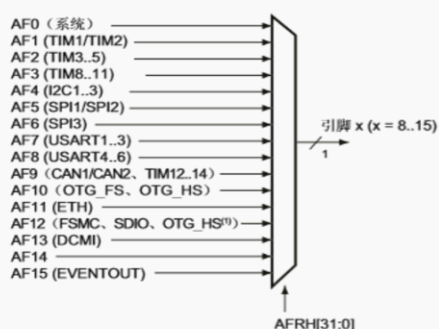 AF0（系统）
AF1 (TIM1/TIM2)
AF2 (TIM3..5)
AF3 (TIM8..11)
AF4 (I2C1..3)
AF5 (SPI1/SPI2)
AF6 (SPI3)
AF7 (USART1..3)
AF8 (USART4..6)
AF9（CAN1/CAN2、TIM12..14）
AF10（OTG_FS、OTG_HS）
AF11 (ETH)
AF12（FSMC、SDIO、OTG_HS⁽¹⁾）
AF13 (DCMI)
AF14
AF15 (EVENTOUT)
引脚 x (x = 8..15)
1
AFRH[31:0]